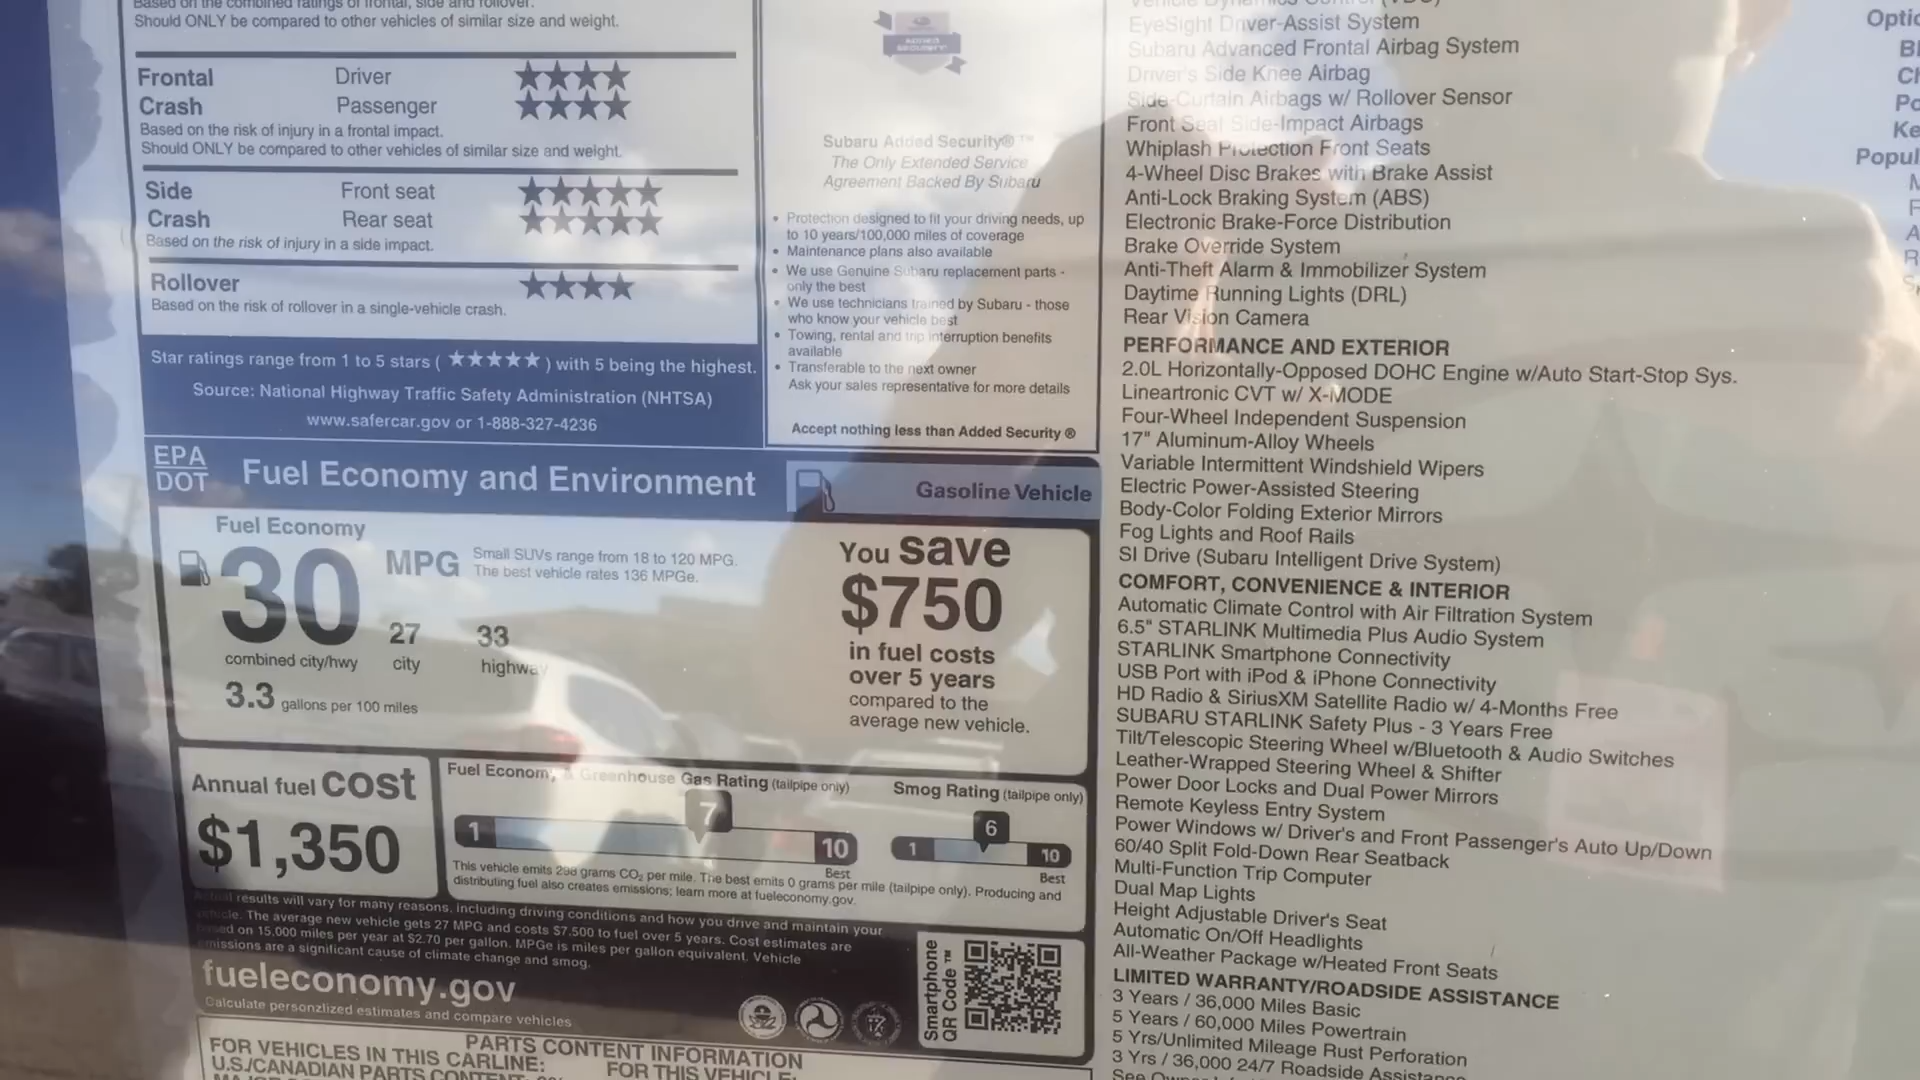 Based on the combined ratings of frontal, side and rollover.
Should ONLY be compared to other vehicles of similar size and weight.
Frontal Driver ★★★★
Crash Passenger ★★★★
Based on the risk of injury in a frontal impact.
Should ONLY be compared to other vehicles of similar size and weight.
Side Front seat ★★★★★
Crash Rear seat ★★★★★
Based on the risk of injury in a side impact.
Rollover ★★★★
Based on the risk of rollover in a single-vehicle crash.
Star ratings range from 1 to 5 stars (★★★★★) with 5 being the highest.
Source: National Highway Traffic Safety Administration (NHTSA)
www.safercar.gov or 1-888-327-4236
ADDED
SECURITY
Subaru Added Security® ™
The Only Extended Service
Agreement Backed By Subaru
• Protection designed to fit your driving needs, up
to 10 years/100,000 miles of coverage
• Maintenance plans also available
• We use Genuine Subaru replacement parts -
only the best
• We use technicians trained by Subaru - those
who know your vehicle best
• Towing, rental and trip interruption benefits
available
• Transferable to the next owner
Ask your sales representative for more details
Accept nothing less than Added Security ®
EPA
DOT
Fuel Economy and Environment
Gasoline Vehicle
Fuel Economy
30 MPG
Small SUVs range from 18 to 120 MPG.
The best vehicle rates 136 MPGe.
27 33
combined city/hwy city highway
3.3 gallons per 100 miles
You save
$750
in fuel costs
over 5 years
compared to the
average new vehicle.
Annual fuel cost
$1,350
Fuel Economy & Greenhouse Gas Rating (tailpipe only)
1 7 10
Best
Smog Rating (tailpipe only)
1 6 10
Best
This vehicle emits grams CO2 per mile. The best emits 0 grams per mile (tailpipe only). Producing and
distributing fuel also creates emissions; learn more at fueleconomy.gov.
Actual results will vary for many reasons, including driving conditions and how you drive and maintain your
vehicle. The average new vehicle gets 27 MPG and costs $7,500 to fuel over 5 years. Cost estimates are
based on 15,000 miles per year at $2.70 per gallon. MPGe is miles per gallon equivalent. Vehicle
emissions are a significant cause of climate change and smog.
fueleconomy.gov
Calculate personalized estimates and compare vehicles
Smartphone
QR Code™
PARTS CONTENT INFORMATION
FOR VEHICLES IN THIS CARLINE:
U.S./CANADIAN PARTS CONTENT:
FOR THIS VEHICLE:
Vehicle Dynamics Control (VDC)
EyeSight Driver-Assist System
Subaru Advanced Frontal Airbag System
Driver's Side Knee Airbag
Side-Curtain Airbags w/ Rollover Sensor
Front Seat Side-Impact Airbags
Whiplash Protection Front Seats
4-Wheel Disc Brakes with Brake Assist
Anti-Lock Braking System (ABS)
Electronic Brake-Force Distribution
Brake Override System
Anti-Theft Alarm & Immobilizer System
Daytime Running Lights (DRL)
Rear Vision Camera
PERFORMANCE AND EXTERIOR
2.0L Horizontally-Opposed DOHC Engine w/Auto Start-Stop Sys.
Lineartronic CVT w/ X-MODE
Four-Wheel Independent Suspension
17" Aluminum-Alloy Wheels
Variable Intermittent Windshield Wipers
Electric Power-Assisted Steering
Body-Color Folding Exterior Mirrors
Fog Lights and Roof Rails
SI Drive (Subaru Intelligent Drive System)
COMFORT, CONVENIENCE & INTERIOR
Automatic Climate Control with Air Filtration System
6.5" STARLINK Multimedia Plus Audio System
STARLINK Smartphone Connectivity
USB Port with iPod & iPhone Connectivity
HD Radio & SiriusXM Satellite Radio w/ 4-Months Free
SUBARU STARLINK Safety Plus - 3 Years Free
Tilt/Telescopic Steering Wheel w/Bluetooth & Audio Switches
Leather-Wrapped Steering Wheel & Shifter
Power Door Locks and Dual Power Mirrors
Remote Keyless Entry System
Power Windows w/ Driver's and Front Passenger's Auto Up/Down
60/40 Split Fold-Down Rear Seatback
Multi-Function Trip Computer
Dual Map Lights
Height Adjustable Driver's Seat
Automatic On/Off Headlights
All-Weather Package w/Heated Front Seats
LIMITED WARRANTY/ROADSIDE ASSISTANCE
3 Years / 36,000 Miles Basic
5 Years / 60,000 Miles Powertrain
5 Yrs/Unlimited Mileage Rust Perforation
3 Yrs / 36,000 24/7 Roadside Assistance